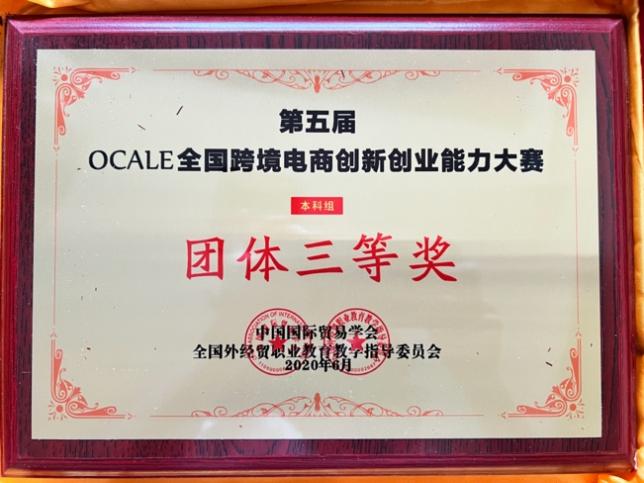 第五届
OCALE全国跨境电商创新创业能力大赛
本科组
团体三等奖
中国国际贸易学会
全国外经贸职业教育教学指导委员会
2020年6月